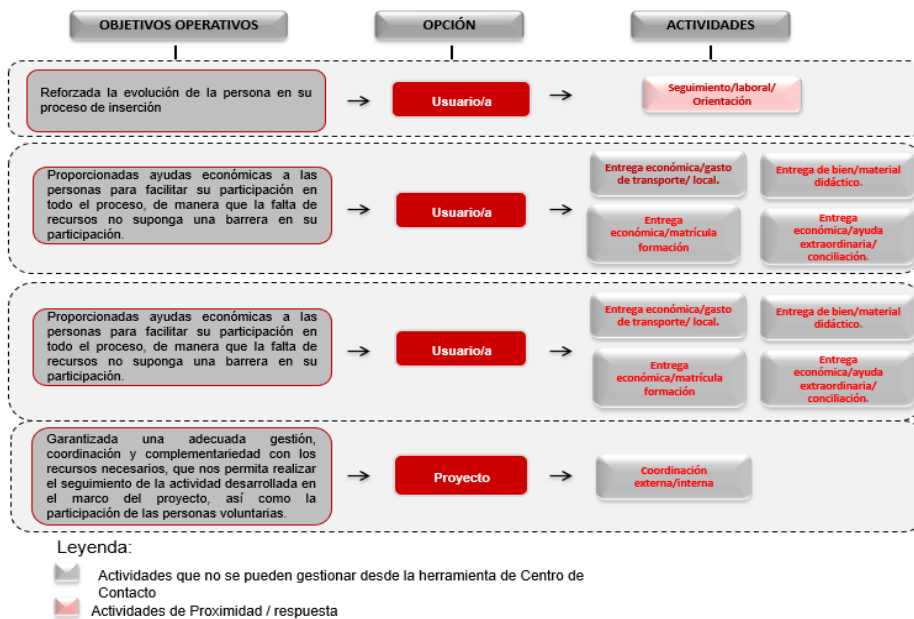 OBJETIVOS OPERATIVOS
OPCIÓN
ACTIVIDADES
Reforzada la evolución de la persona en su
proceso de inserción
Usuario/a
Seguimiento/laboral/
Orientación
Proporcionadas ayudas económicas a las
personas para facilitar su participación en
todo el proceso, de manera que la falta de
recursos no suponga una barrera en su
participación.
Usuario/a
Entrega económica/gasto
de transporte/ local.
Entrega de bien/material
didáctico.
Entrega
económica/matrícula
formación
Entrega
económica/ayuda
extraordinaria/
conciliación.
Proporcionadas ayudas económicas a las
personas para facilitar su participación en
todo el proceso, de manera que la falta de
recursos no suponga una barrera en su
participación.
Usuario/a
Entrega económica/gasto
de transporte/ local.
Entrega de bien/material
didáctico.
Entrega
económica/matrícula
formación
Entrega
económica/ayuda
extraordinaria/
conciliación.
Garantizada una adecuada gestión,
coordinación y complementariedad con los
recursos necesarios, que nos permita realizar
el seguimiento de la actividad desarrollada en
el marco del proyecto, así como la
participación de las personas voluntarias.
Proyecto
Coordinación
externa/interna
Leyenda:
Actividades que no se pueden gestionar desde la herramienta de Centro de
Contacto
Actividades de Proximidad / respuesta